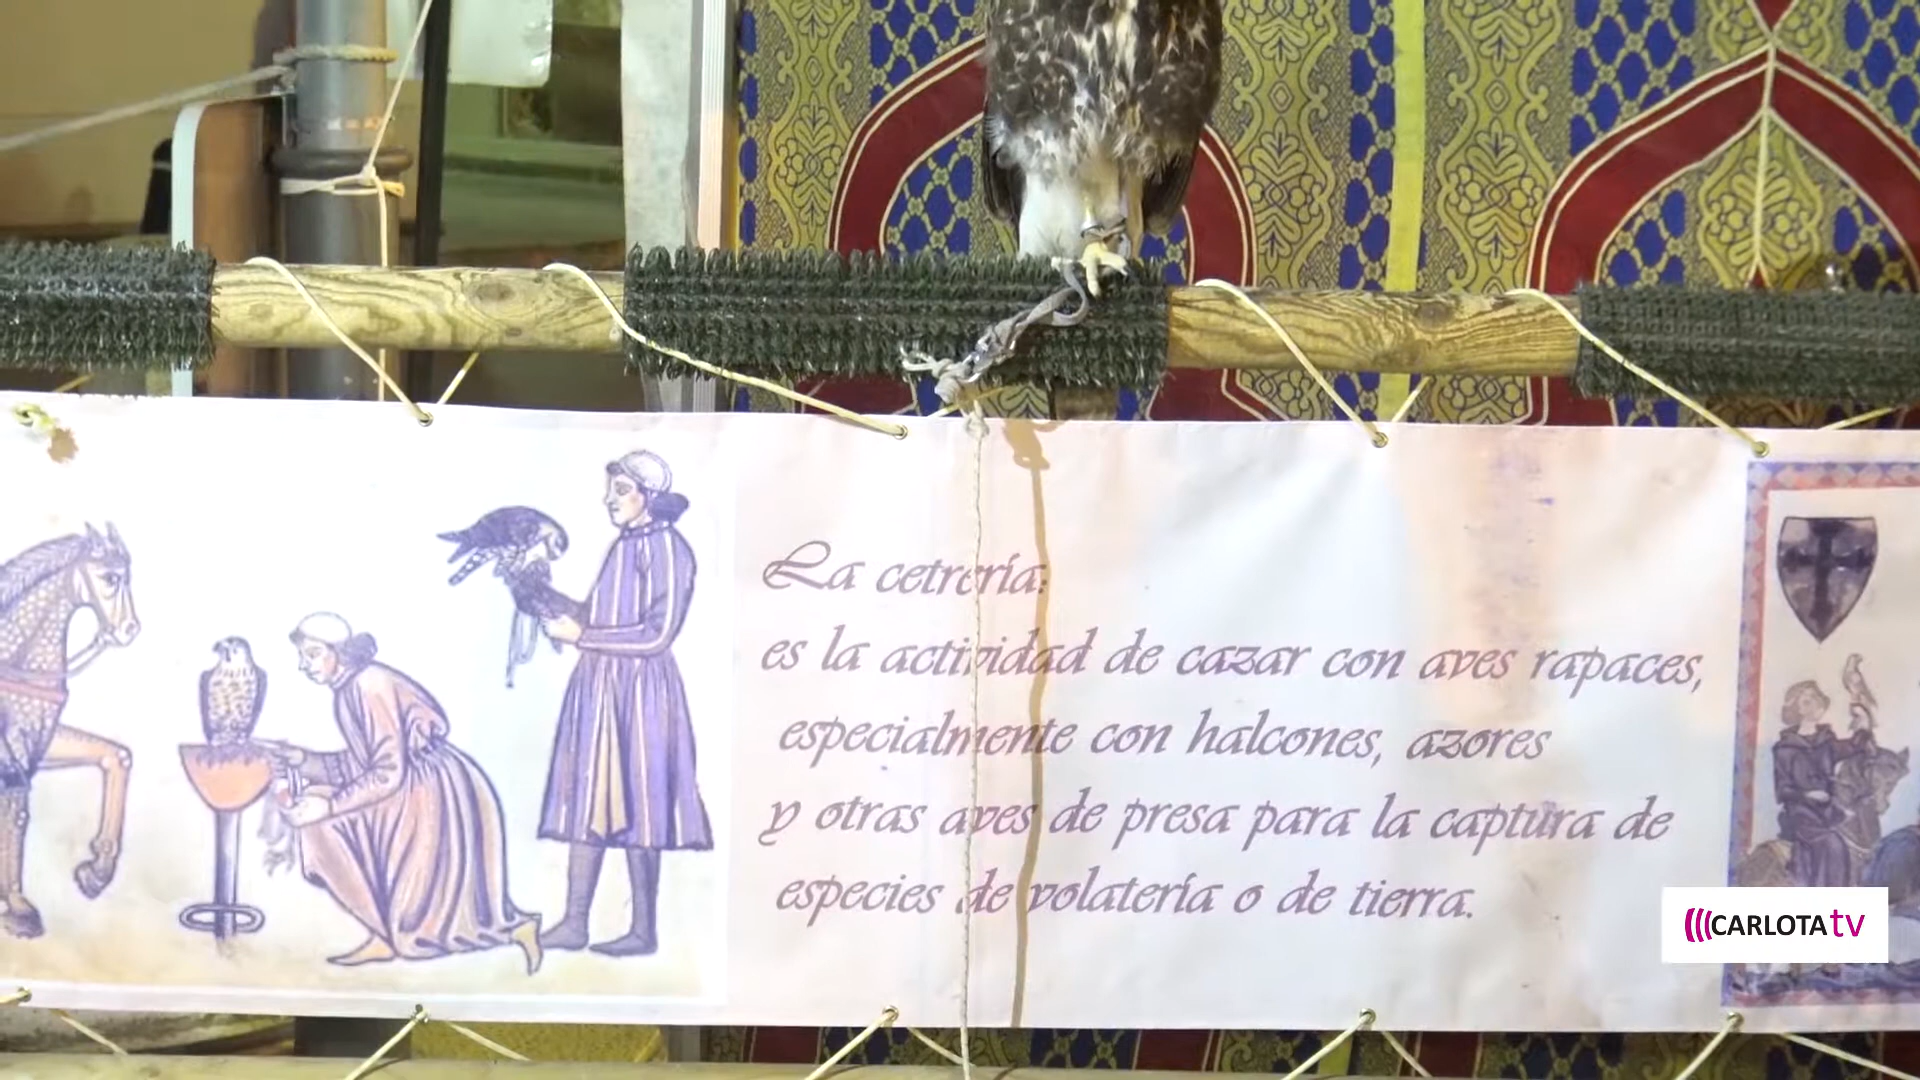 La cetrería:
es la actividad de cazar con aves rapaces,
especialmente con halcones, azores
y otras aves de presa para la captura de
especies de volatería o de tierra.
CARLOTA tv